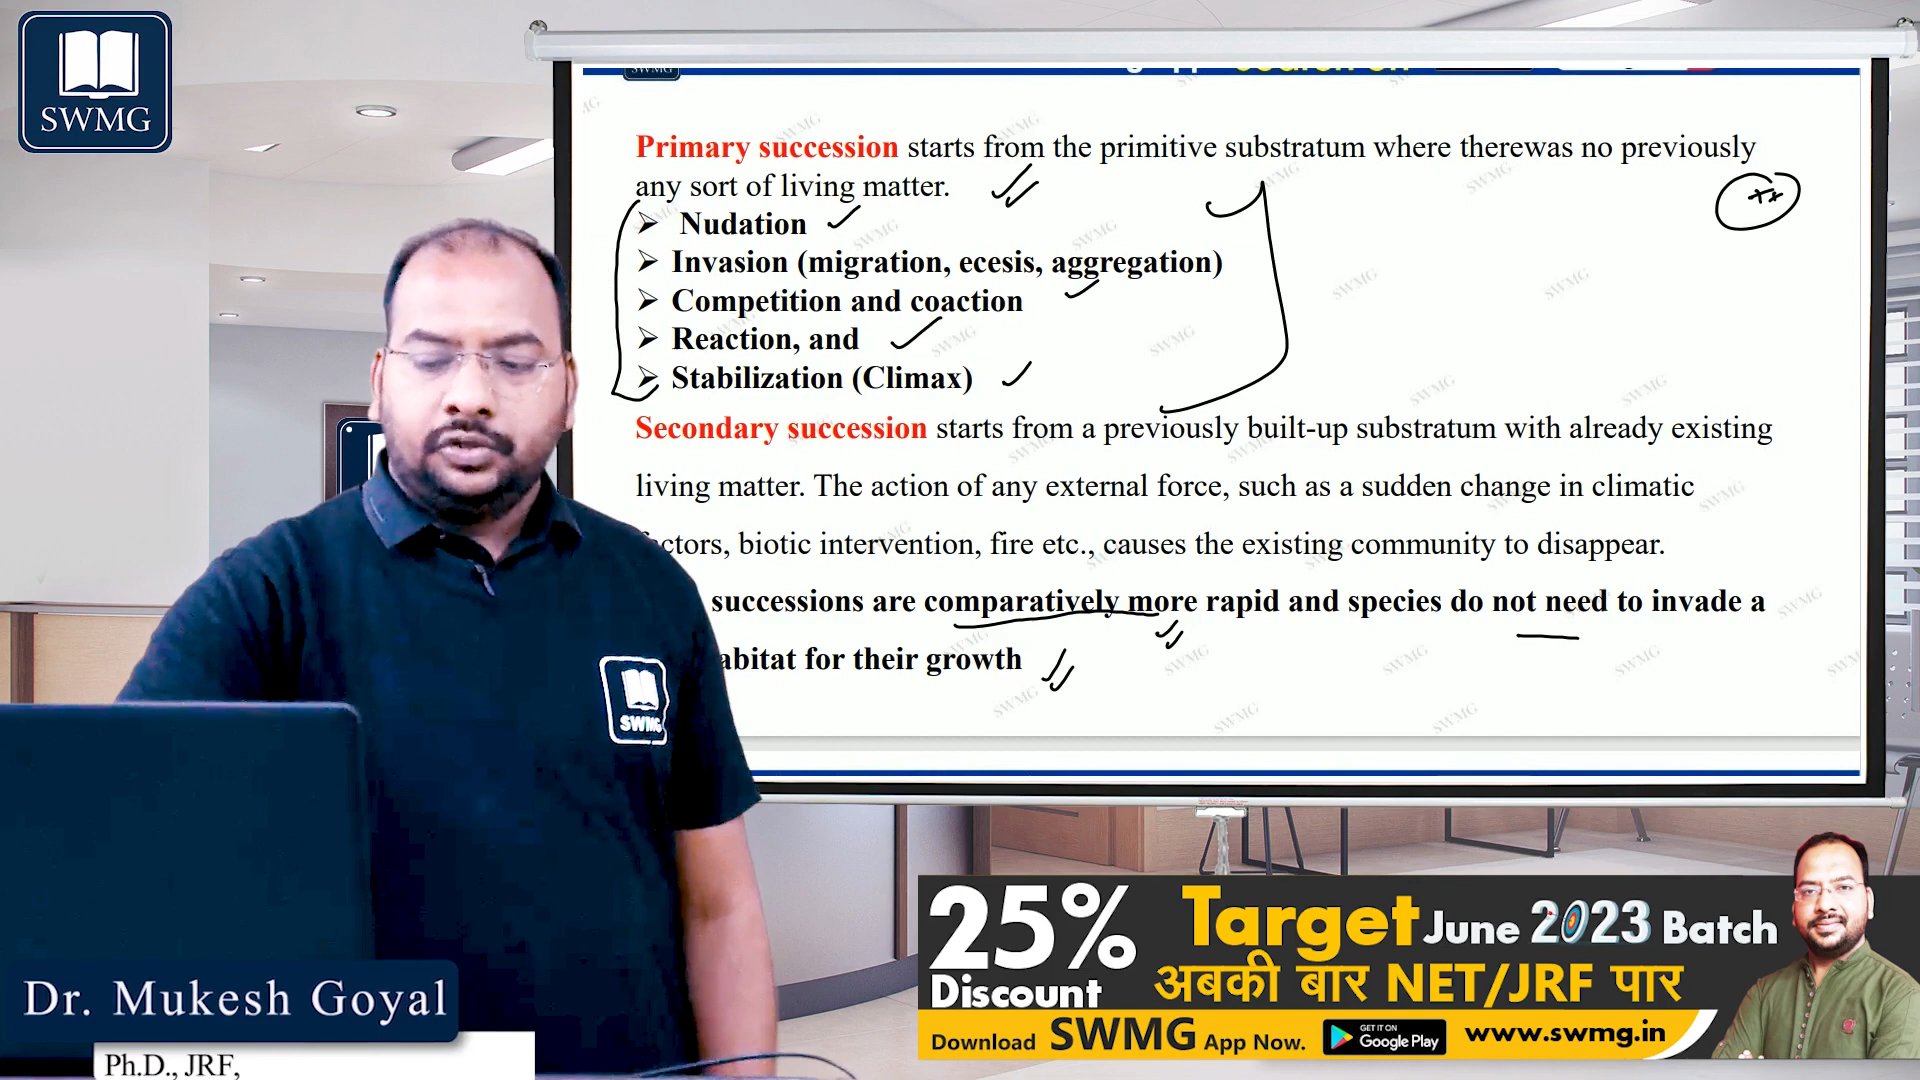 SWMG
SWMG
Primary succession starts from the primitive substratum where therewas no previously
any sort of living matter.
➢ Nudation
➢ Invasion (migration, ecesis, aggregation)
➢ Competition and coaction
➢ Reaction, and
➢ Stabilization (Climax)
Secondary succession starts from a previously built-up substratum with already existing
living matter. The action of any external force, such as a sudden change in climatic
ctors, biotic intervention, fire etc., causes the existing community to disappear.
successions are comparatively more rapid and species do not need to invade a
abitat for their growth
SWMG
25%
Discount
Target June 2023 Batch
अबकी बार NET/JRF पार
Download SWMG App Now.
GET IT ON
Google Play
www.swmg.in
Dr. Mukesh Goyal
Ph.D., JRF,